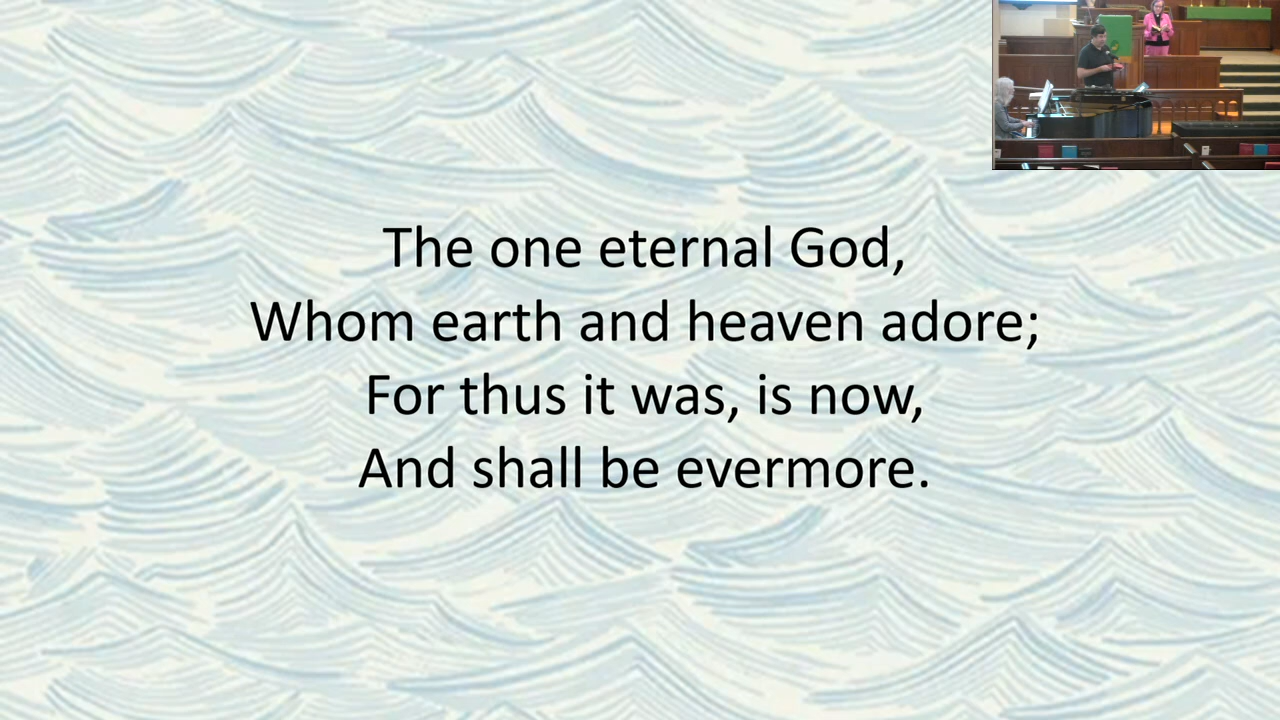 The one eternal God,
Whom earth and heaven adore;
For thus it was, is now,
And shall be evermore.